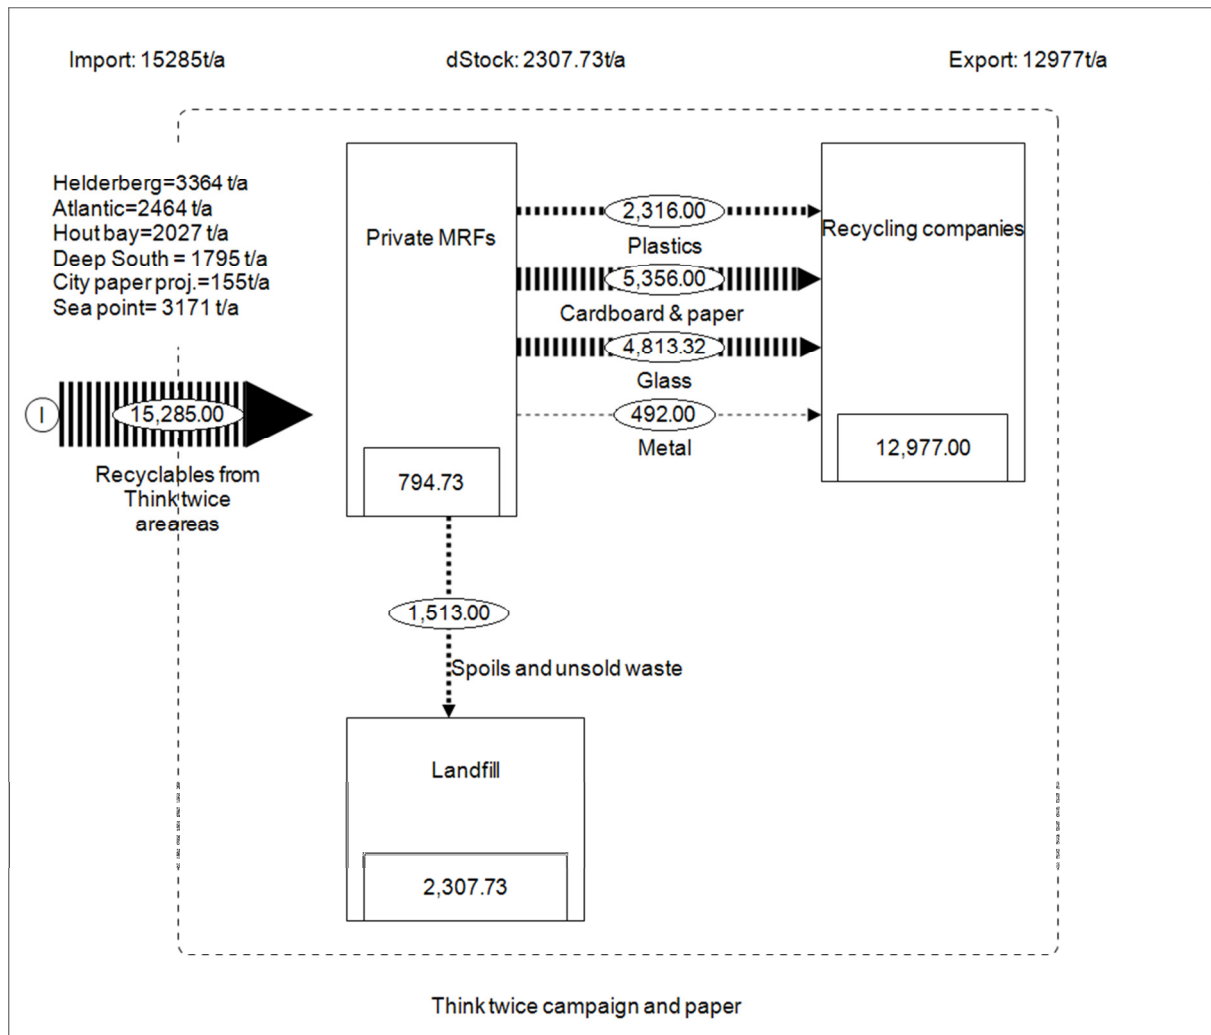 Import: 15285t/a
dStock: 2307.73t/a
Export: 12977t/a
Helderberg=3364 t/a
Atlantic=2464 t/a
Hout bay=2027 t/a
Deep South = 1795 t/a
City paper proj.=155t/a
Sea point= 3171 t/a
I
15,285.00
Recyclables from
Think twice
areareas
Private MRFs
794.73
2,316.00
Plastics
5,356.00
Cardboard & paper
4,813.32
Glass
492.00
Metal
Recycling companies
12,977.00
1,513.00
Spoils and unsold waste
Landfill
2,307.73
Think twice campaign and paper